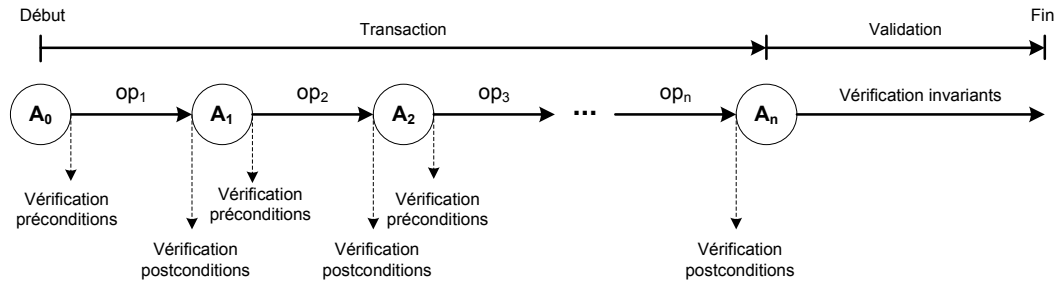 Début
Fin
Transaction
Validation
A0
op1
A1
op2
A2
op3
...
opn
An
Vérification invariants
Vérification
préconditions
Vérification
postconditions
Vérification
préconditions
Vérification
postconditions
Vérification
préconditions
Vérification
postconditions